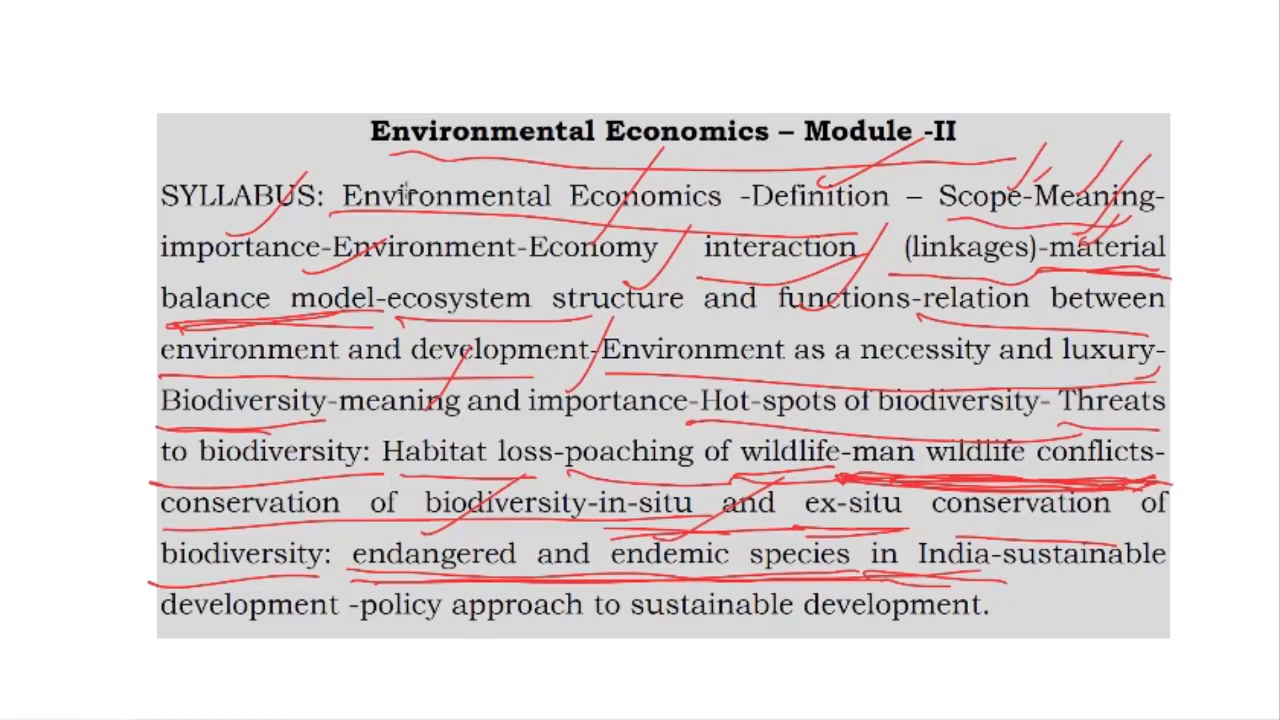 Environmental Economics – Module -II
SYLLABUS: Environmental Economics -Definition – Scope-Meaning-
importance-Environment-Economy interaction (linkages)-material
balance model-ecosystem structure and functions-relation between
environment and development-Environment as a necessity and luxury-
Biodiversity-meaning and importance-Hot-spots of biodiversity- Threats
to biodiversity: Habitat loss-poaching of wildlife-man wildlife conflicts-
conservation of biodiversity-in-situ and ex-situ conservation of
biodiversity: endangered and endemic species in India-sustainable
development -policy approach to sustainable development.